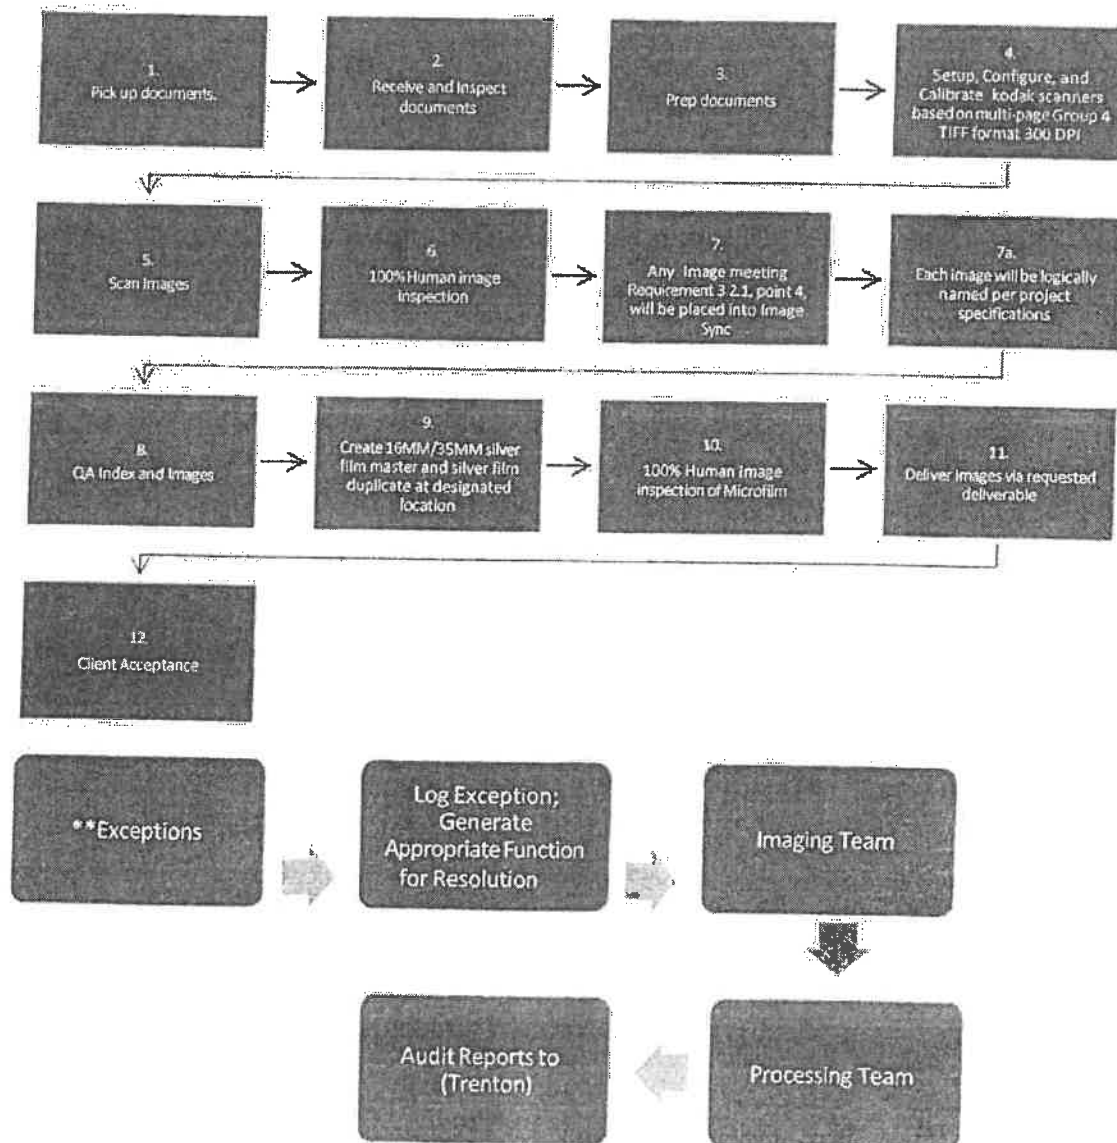 1.
Pick up documents.
2.
Receive and Inspect
documents
3.
Prep documents
4.
Setup, Configure, and
Calibrate kodak scanners
based on multi-page Group 4
TIFF format 300 DPI
5.
Scan Images
6.
100% Human image
Inspection
7.
Any Image meeting
Requirement 3.2.1, point 4,
will be placed into Image
Sync
7a.
Each image will be logically
named per project
specifications
8.
QA Index and Images
9.
Create 16MM/35MM silver
film master and silver film
duplicate at designated
location
10.
100% Human Image
inspection of Microfilm
11.
Deliver Images via requested
deliverable
12.
Client Acceptance
**Exceptions
Log Exception;
Generate
Appropriate Function
for Resolution
Imaging Team
Audit Reports to
(Trenton)
Processing Team